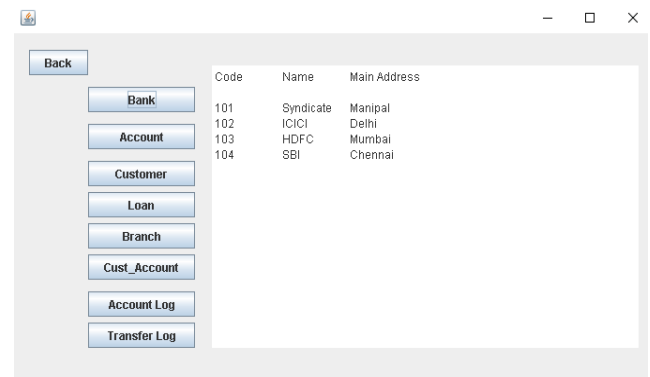 Back
Bank
Account
Customer
Loan
Branch
Cust_Account
Account Log
Transfer Log
Code Name Main Address
101 Syndicate Manipal
102 ICICI Delhi
103 HDFC Mumbai
104 SBI Chennai